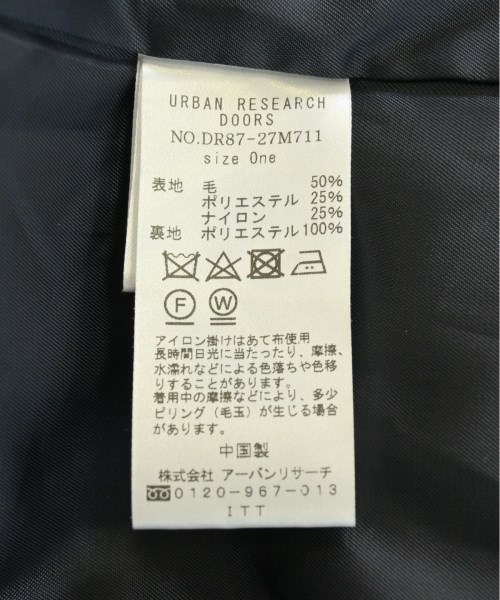 URBAN RESEARCH
DOORS
NO.DR87-27M711
size One
表地 毛 50%
ポリエステル 25%
ナイロン 25%
裏地 ポリエステル 100%
F W
アイロン掛けはあて布使用
長時間日光に当たったり、摩擦、
水濡れなどによる色落ちや色移
りすることがあります。
着用中の摩擦などにより、多少
ピリング(毛玉)が生じる場合
があります。
中国製
株式会社 アーバンリサーチ
0120-967-013
ITT